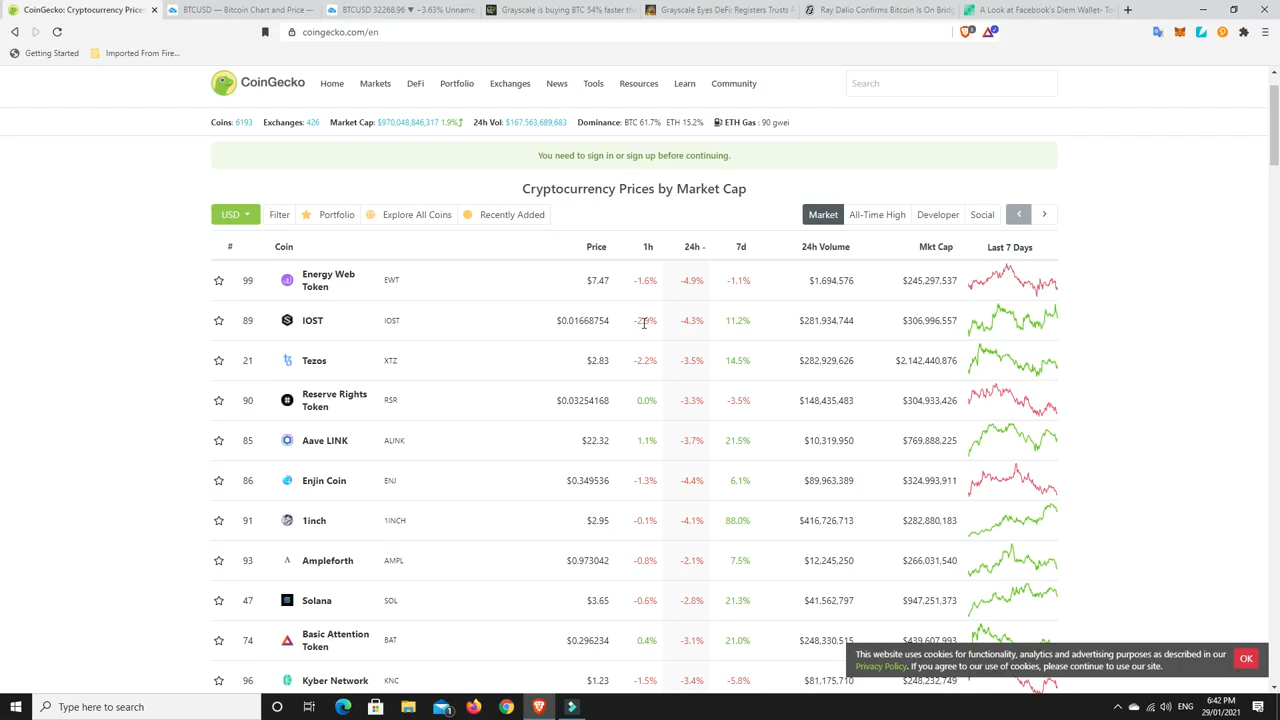 CoinGecko: Cryptocurrency Price
BTCUSD — Bitcoin Chart and Price —
BTCUSD 32268.96 ▼ −3.63% Unnam
Grayscale is buying BTC 54% faster th
Grayscale Eyes DeFi: Registers Trusts
Ray Dalio Confirms Bitcoin Is On Brid
A Look at Facebook's Diem Wallet- To
coingecko.com/en
Getting Started Imported From Fire...
CoinGecko Home Markets DeFi Portfolio Exchanges News Tools Resources Learn Community Search
Coins: 6193 Exchanges: 426 Market Cap: $970,048,846,317 1.9% 24h Vol: $167,563,689,683 Dominance: BTC 61.7% ETH 15.2% ETH Gas : 90 gwei
You need to sign in or sign up before continuing.
Cryptocurrency Prices by Market Cap
USD Filter Portfolio Explore All Coins Recently Added Market All-Time High Developer Social
# Coin Price 1h 24h 7d 24h Volume Mkt Cap Last 7 Days
99 Energy Web Token EWT $7.47 -1.6% -4.9% -1.1% $1,694,576 $245,297,537
89 IOST IOST $0.01668754 -2.9% -4.3% 11.2% $281,934,744 $306,996,557
21 Tezos XTZ $2.83 -2.2% -3.5% 14.5% $282,929,626 $2,142,440,876
90 Reserve Rights Token RSR $0.03254168 0.0% -3.3% -3.5% $148,435,483 $304,933,426
85 Aave LINK ALINK $22.32 1.1% -3.7% 21.5% $10,319,950 $769,888,225
86 Enjin Coin ENJ $0.349536 -1.3% -4.4% 6.1% $89,963,389 $324,993,911
91 1inch 1INCH $2.95 -0.1% -4.1% 88.0% $416,726,713 $282,880,183
93 Ampleforth AMPL $0.973042 -0.8% -2.1% 7.5% $12,245,250 $266,031,540
47 Solana SOL $3.65 -0.6% -2.8% 21.3% $41,562,797 $947,251,373
74 Basic Attention Token BAT $0.296234 0.4% -3.1% 21.0% $248,330,515 $439,607,993
96 Kyber Network KNC $1.23 -1.5% -3.4% -5.8% $81,175,710 $248,232,749
This website uses cookies for functionality, analytics and advertising purposes as described in our
Privacy Policy. If you agree to our use of cookies, please continue to use our site.
OK
Type here to search
ENG
6:42 PM
29/01/2021